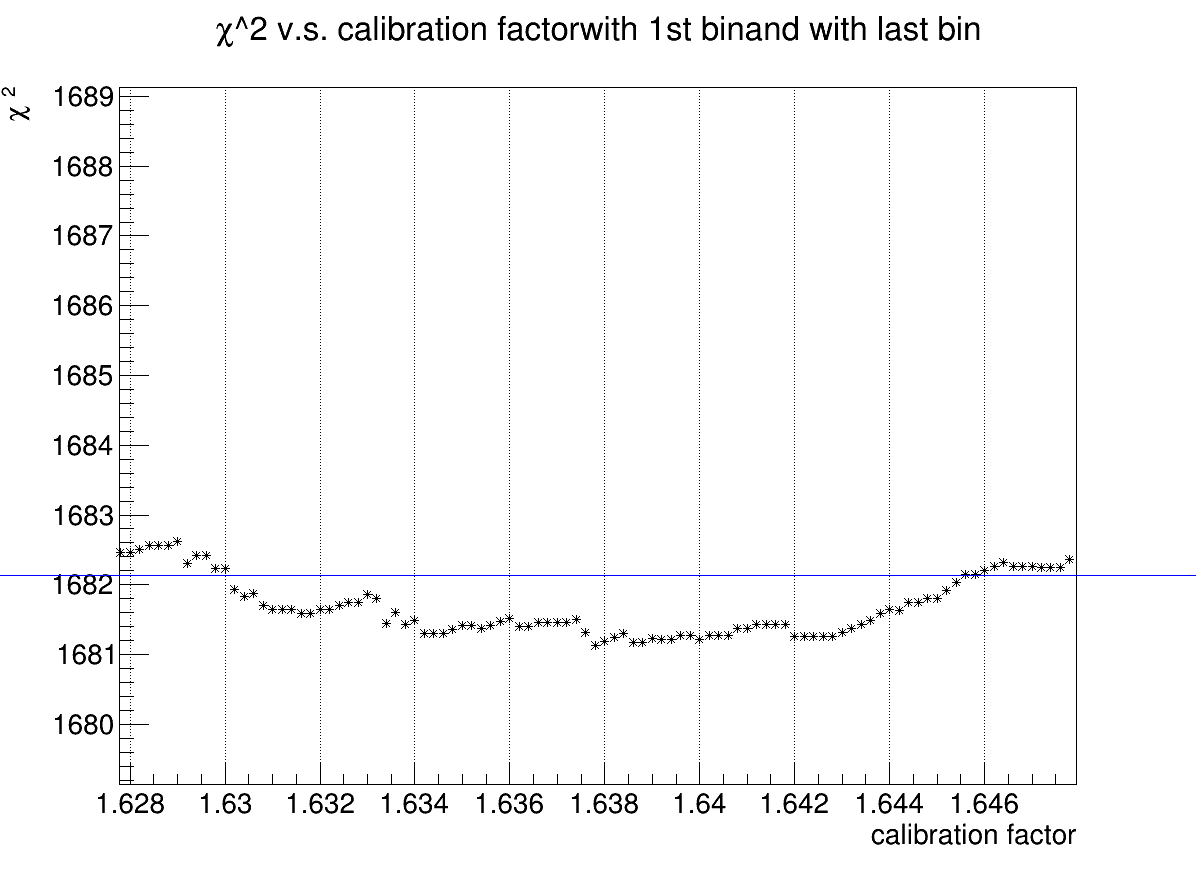 χ^2 v.s. calibration factorwith 1st binand with last bin
χ²
1689
1688
1687
1686
1685
1684
1683
1682
1681
1680
1.628 1.63 1.632 1.634 1.636 1.638 1.64 1.642 1.644 1.646
calibration factor